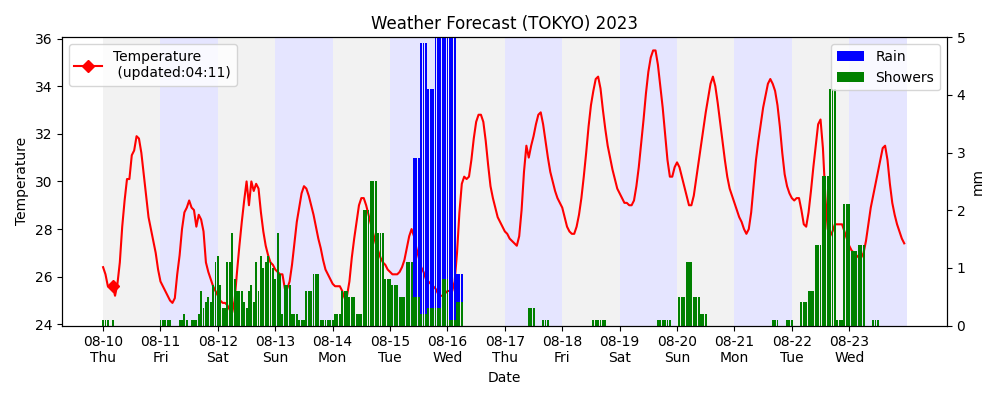 Weather Forecast (TOKYO) 2023
Temperature
(updated:04:11)
Rain
Showers
Temperature
36
34
32
30
28
26
24
5
4
3
2
1
0
mm
08-10 08-11 08-12 08-13 08-14 08-15 08-16 08-17 08-18 08-19 08-20 08-21 08-22 08-23
Thu Fri Sat Sun Mon Tue Wed Thu Fri Sat Sun Mon Tue Wed
Date